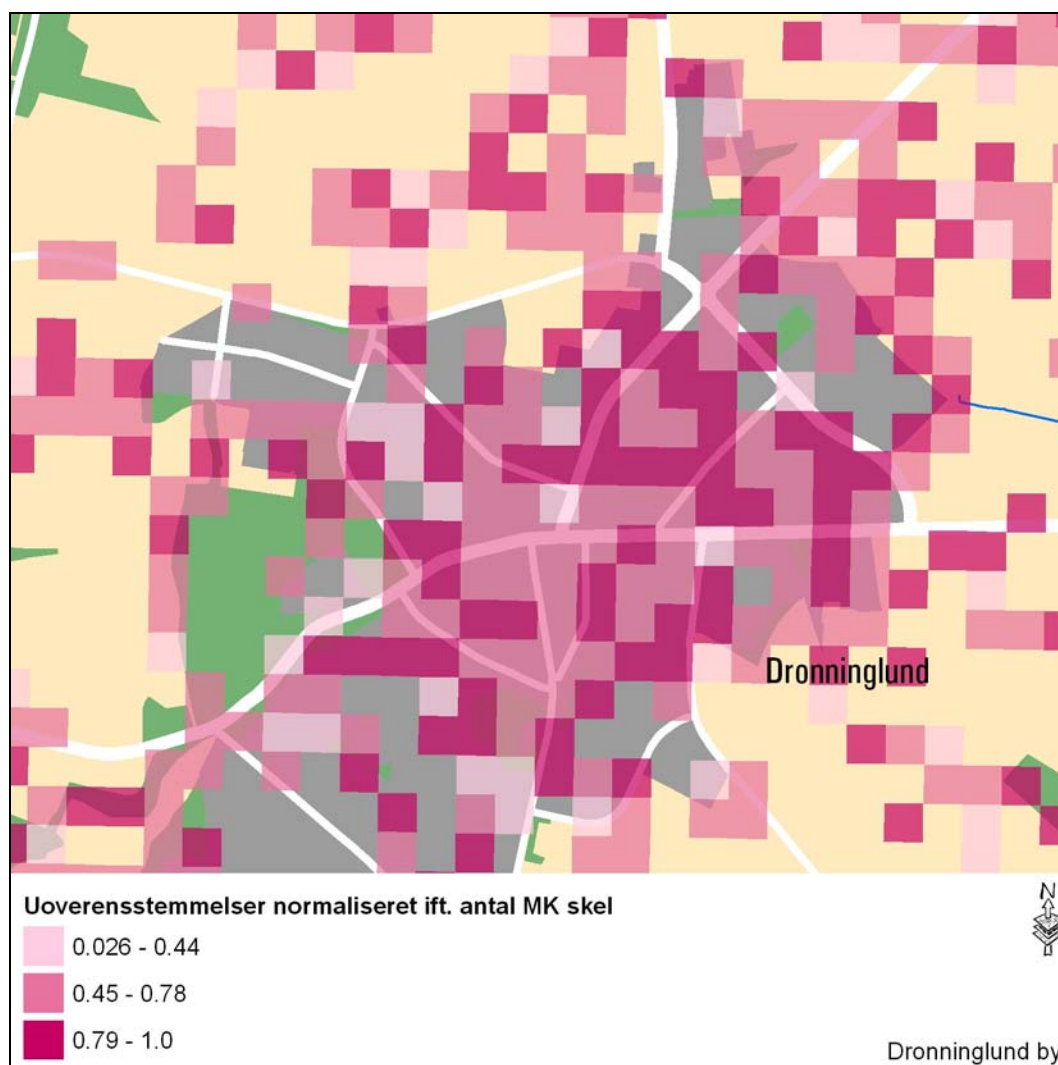 Dronninglund
Uoverensstemmelser normaliseret ift. antal MK skel
N
0.026 - 0.44
0.45 - 0.78
0.79 - 1.0
Dronninglund by